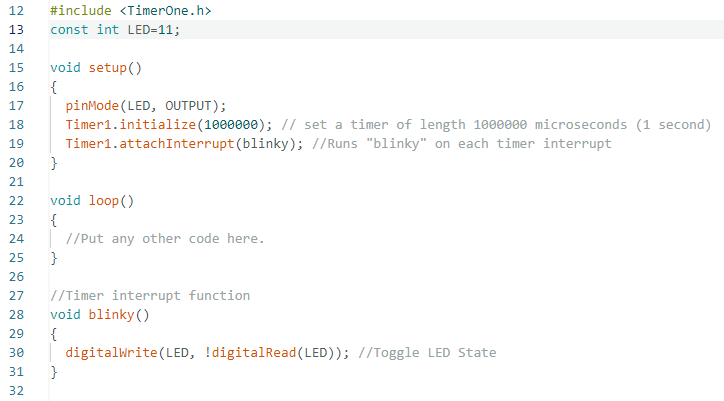 12 #include <TimerOne.h>
13 const int LED=11;
14
15 void setup()
16 {
17   pinMode(LED, OUTPUT);
18   Timer1.initialize(1000000); // set a timer of length 1000000 microseconds (1 second)
19   Timer1.attachInterrupt(blinky); //Runs "blinky" on each timer interrupt
20 }
21
22 void loop()
23 {
24   //Put any other code here.
25 }
26
27 //Timer interrupt function
28 void blinky()
29 {
30   digitalWrite(LED, !digitalRead(LED)); //Toggle LED State
31 }
32